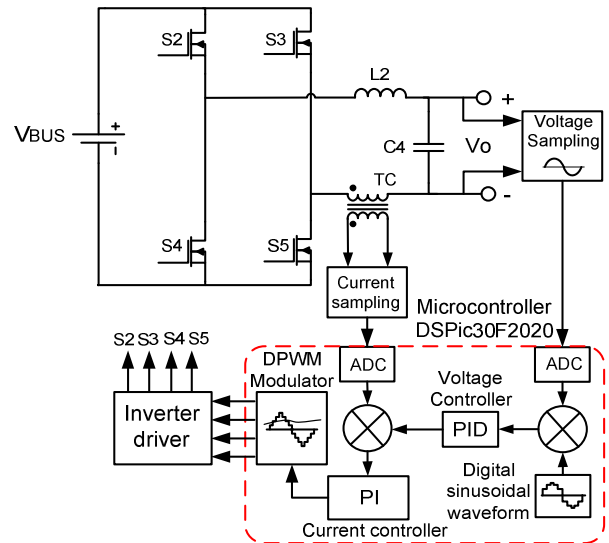 S2
S3
L2
+
VBUS
+
-
C4
Vo
Voltage
Sampling
TC
-
S4
S5
Current
sampling
Microcontroller
DSPic30F2020
S2 S3 S4 S5
DPWM
Modulator
ADC
ADC
Voltage
Controller
Inverter
driver
PID
PI
Digital
sinusoidal
waveform
Current controller